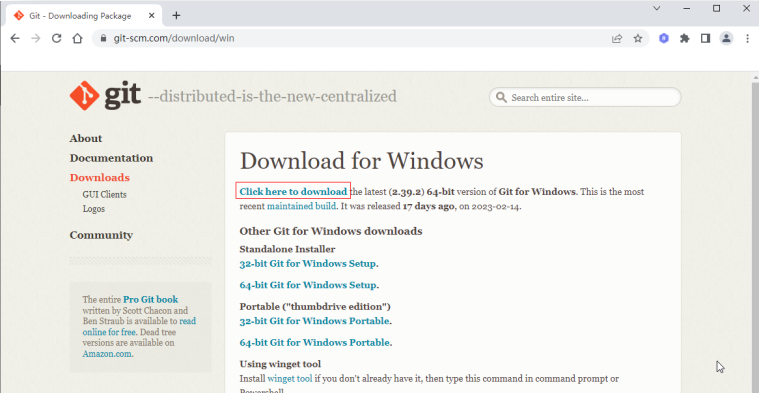 Git - Downloading Package
git-scm.com/download/win
git --distributed-is-the-new-centralized
Search entire site...
About
Documentation
Downloads
GUI Clients
Logos
Community
The entire Pro Git book
written by Scott Chacon and
Ben Straub is available to read
online for free. Dead tree
versions are available on
Amazon.com.
Download for Windows
Click here to download the latest (2.39.2) 64-bit version of Git for Windows. This is the most
recent maintained build. It was released 17 days ago, on 2023-02-14.
Other Git for Windows downloads
Standalone Installer
32-bit Git for Windows Setup.
64-bit Git for Windows Setup.
Portable ("thumbdrive edition")
32-bit Git for Windows Portable.
64-bit Git for Windows Portable.
Using winget tool
Install winget tool if you don't already have it, then type this command in command prompt or
Powershell.